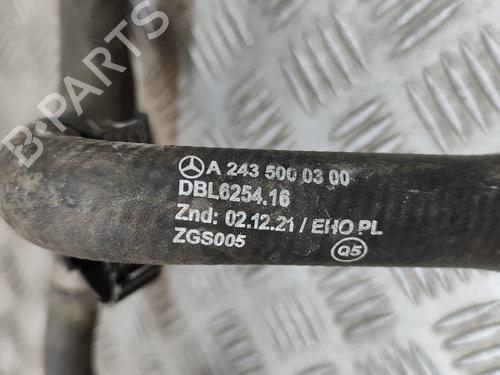 A 243 500 03 00
DBL6254.16
Znd: 02.12.21 / EHO PL
ZGS005
Q5
B-PARTS